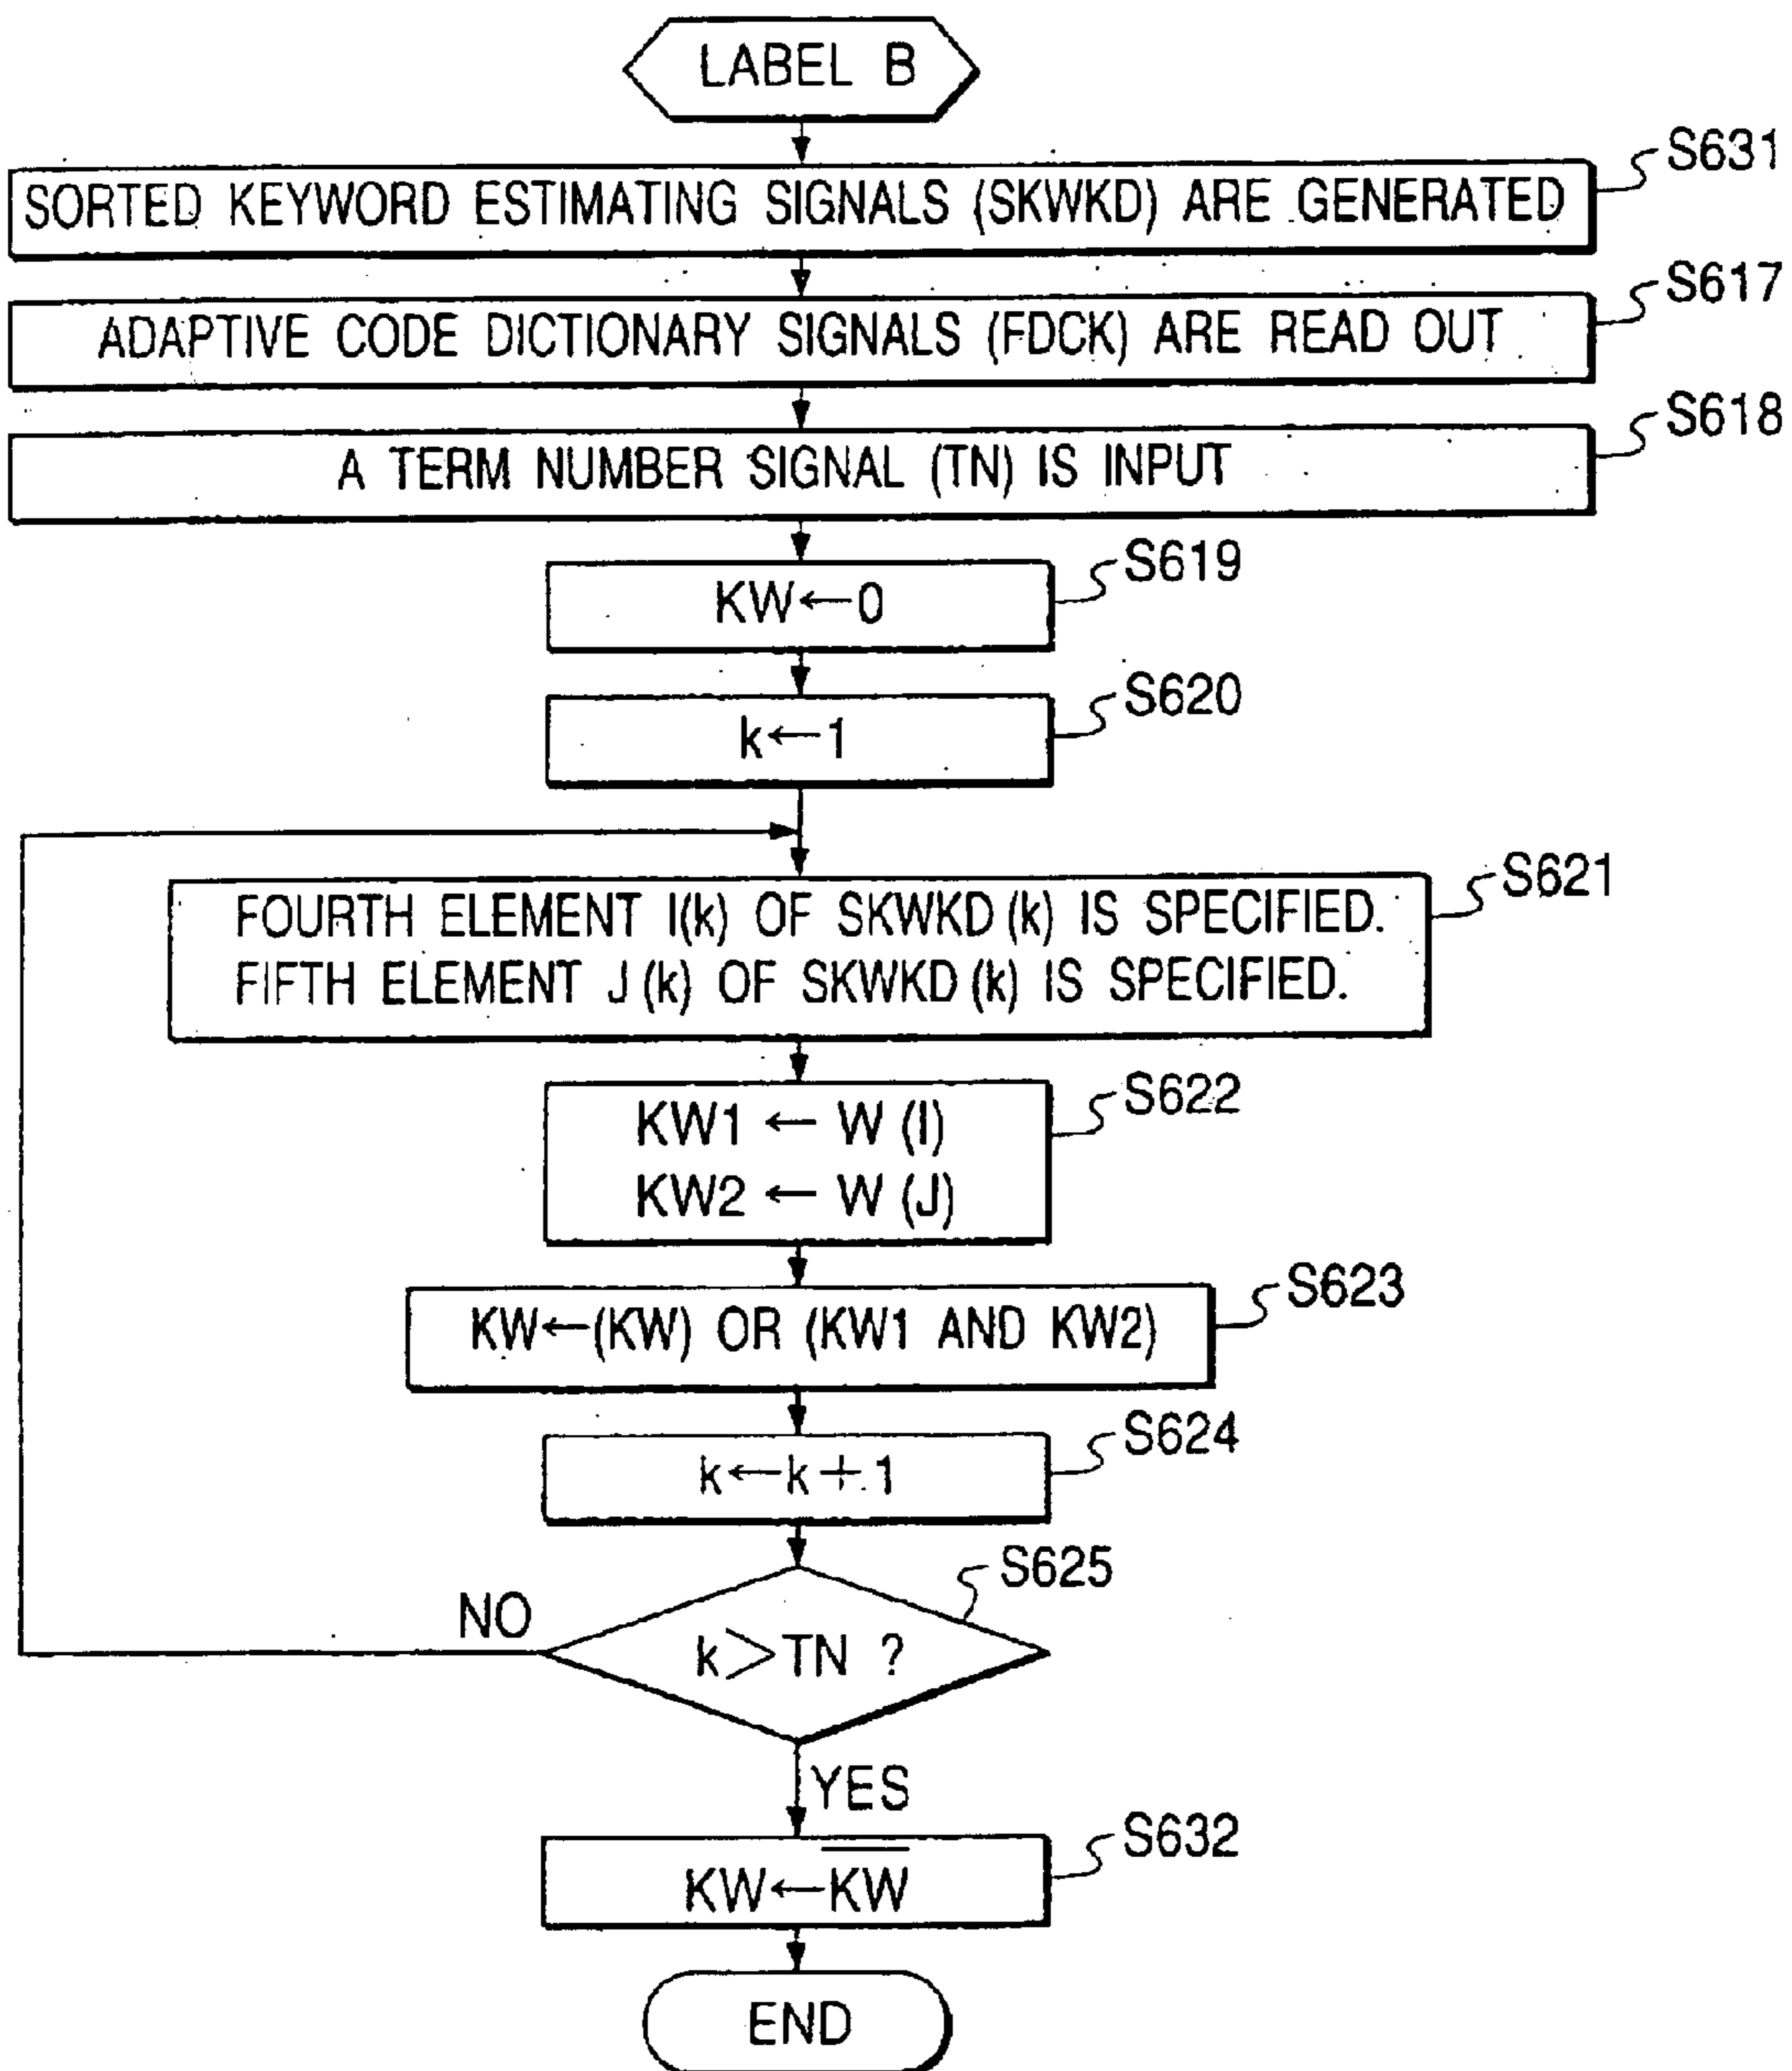 LABEL B
SORTED KEYWORD ESTIMATING SIGNALS (SKWKD) ARE GENERATED
S631
ADAPTIVE CODE DICTIONARY SIGNALS (FDCK) ARE READ OUT
S617
A TERM NUMBER SIGNAL (TN) IS INPUT
S618
KW←0
S619
k←1
S620
FOURTH ELEMENT I(k) OF SKWKD(k) IS SPECIFIED.
FIFTH ELEMENT J(k) OF SKWKD(k) IS SPECIFIED.
S621
KW1 ← W(I)
KW2 ← W(J)
S622
KW←(KW) OR (KW1 AND KW2)
S623
k←k+1
S624
k>TN ?
S625
NO
YES
KW←K̅W̅
S632
END